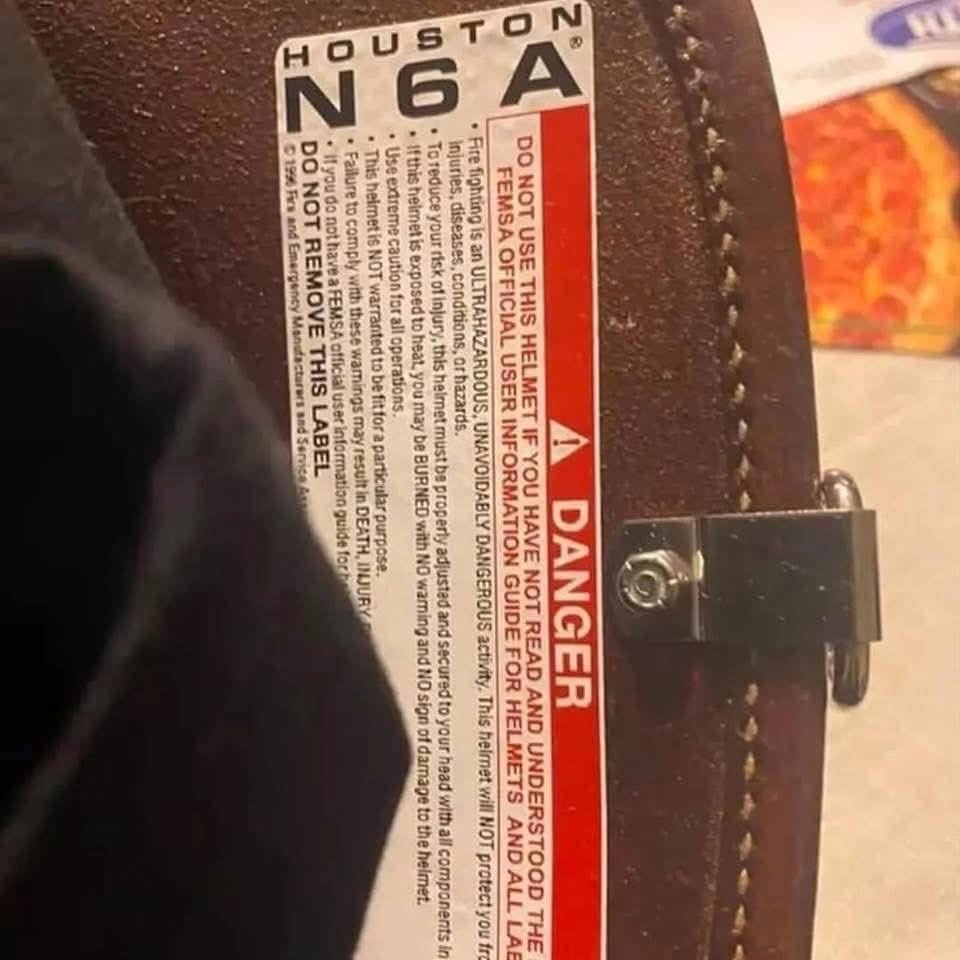 HOUSTON
N6A®
⚠ DANGER
DO NOT USE THIS HELMET IF YOU HAVE NOT READ AND UNDERSTOOD THE
FEMSA OFFICIAL USER INFORMATION GUIDE FOR HELMETS AND ALL
• Fire fighting is an ULTRAHAZARDOUS, UNAVOIDABLY DANGEROUS activity. This helmet will NOT protect you
injuries, diseases, conditions, or hazards.
• To reduce your risk of injury, this helmet must be properly adjusted and secured to your head with all components in
• If this helmet is exposed to heat, you may be BURNED with NO warning and NO sign of damage to the helmet.
• Use extreme caution for all operations.
• This helmet is NOT warranted to be fit for a particular purpose.
• Failure to comply with these warnings may result in DEATH, INJURY
• If you do not have a FEMSA official user information guide for
DO NOT REMOVE THIS LABEL
© 1996 Fire and Emergency Manufacturers and Service